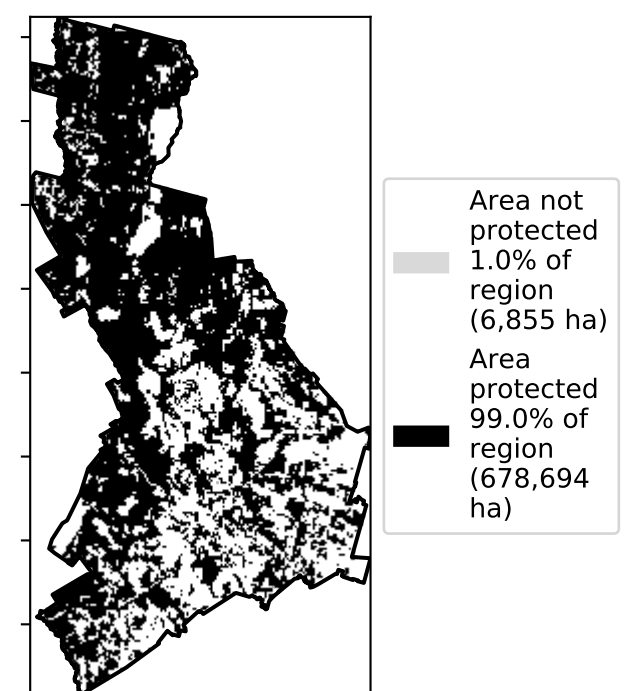 Area not
protected
1.0% of
region
(6,855 ha)
Area
protected
99.0% of
region
(678,694
ha)